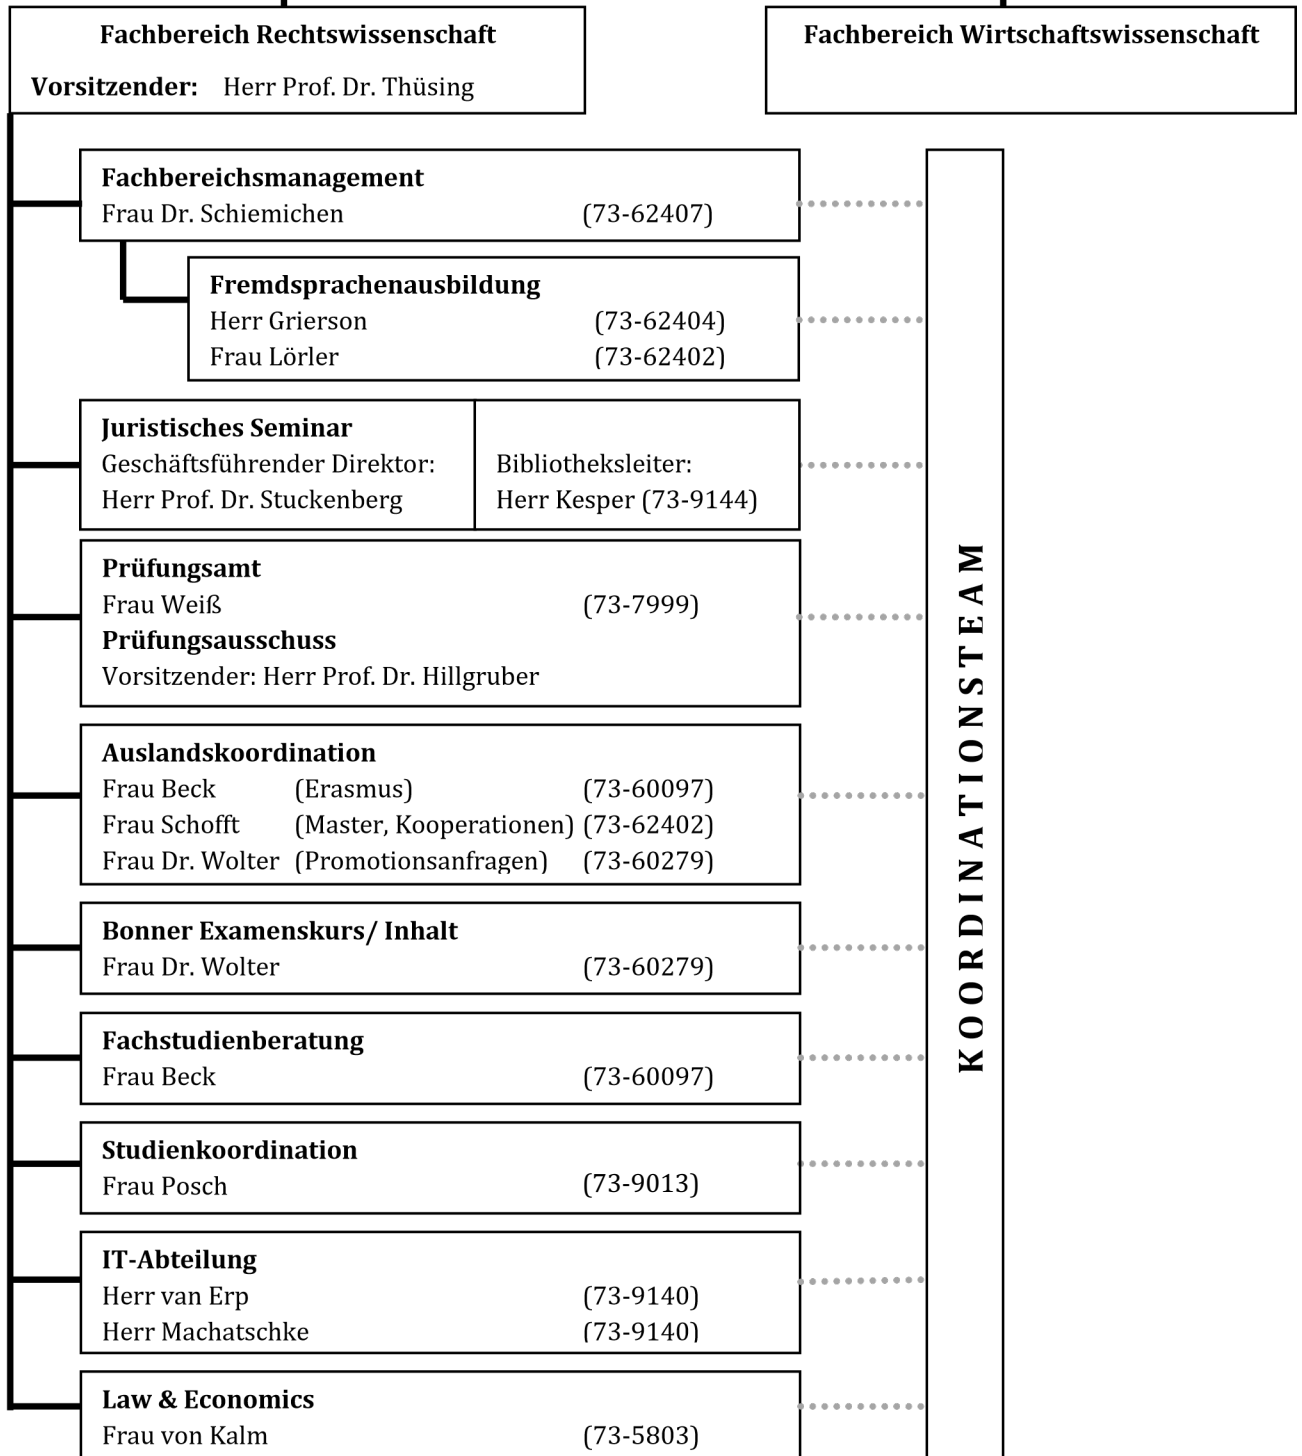 Fachbereich Rechtswissenschaft
Vorsitzender: Herr Prof. Dr. Thüsing
Fachbereich Wirtschaftswissenschaft
Fachbereichsmanagement
Frau Dr. Schiemichen (73-62407)
Fremdsprachenausbildung
Herr Grierson (73-62404)
Frau Lörler (73-62402)
Juristisches Seminar
Geschäftsführender Direktor:
Herr Prof. Dr. Stuckenberg
Bibliotheksleiter:
Herr Kesper (73-9144)
Prüfungsamt
Frau Weiß (73-7999)
Prüfungsausschuss
Vorsitzender: Herr Prof. Dr. Hillgruber
Auslandskoordination
Frau Beck (Erasmus) (73-60097)
Frau Schofft (Master, Kooperationen) (73-62402)
Frau Dr. Wolter (Promotionsanfragen) (73-60279)
Bonner Examenskurs/ Inhalt
Frau Dr. Wolter (73-60279)
Fachstudienberatung
Frau Beck (73-60097)
Studienkoordination
Frau Posch (73-9013)
IT-Abteilung
Herr van Erp (73-9140)
Herr Machatschke (73-9140)
Law & Economics
Frau von Kalm (73-5803)
KOORDINATIONSTEAM